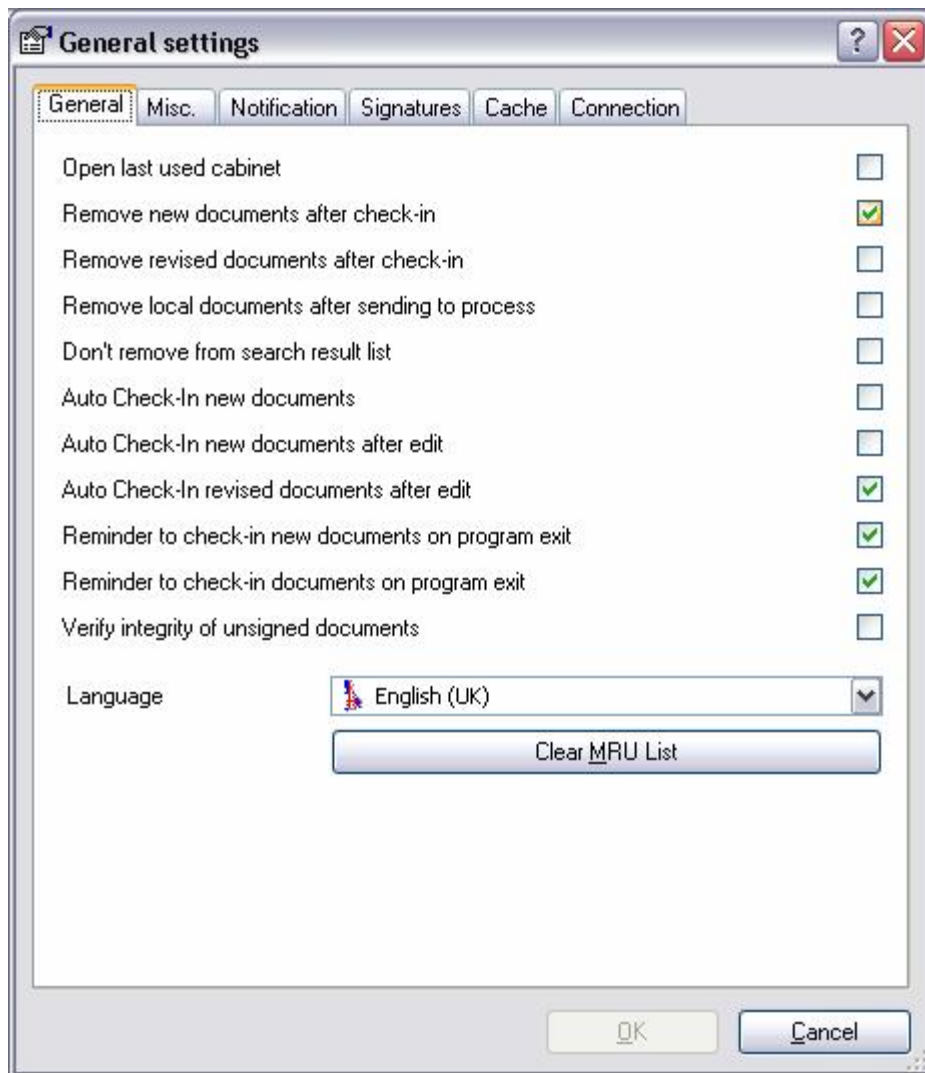 General settings
General Misc. Notification Signatures Cache Connection
Open last used cabinet
Remove new documents after check-in
Remove revised documents after check-in
Remove local documents after sending to process
Don't remove from search result list
Auto Check-In new documents
Auto Check-In new documents after edit
Auto Check-In revised documents after edit
Reminder to check-in new documents on program exit
Reminder to check-in documents on program exit
Verify integrity of unsigned documents
Language English (UK)
Clear MRU List
OK Cancel